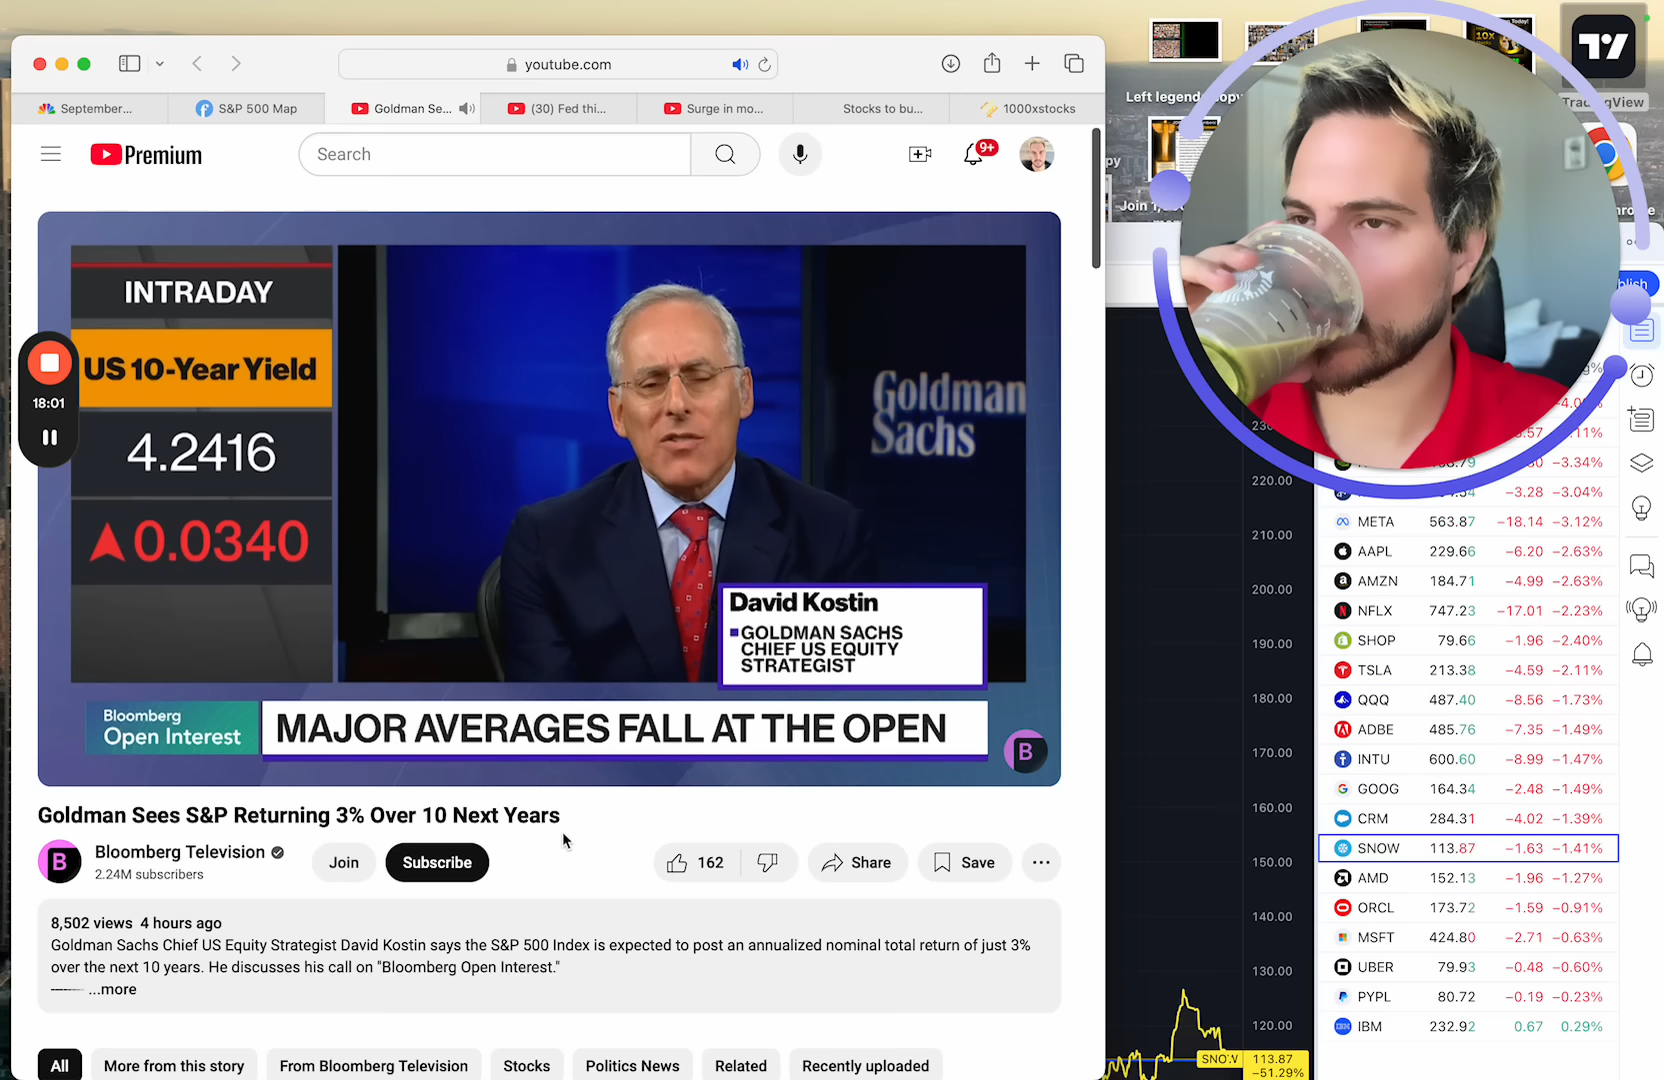 youtube.com
September...
S&P 500 Map
Goldman Se...
(30) Fed thi...
Surge in mo...
Stocks to bu...
1000xstocks
Premium
Search
9+
Left legend copy
TradingView
Join
INTRADAY
US 10-Year Yield
4.2416
0.0340
18:01
Goldman
Sachs
David Kostin
GOLDMAN SACHS
CHIEF US EQUITY
STRATEGIST
Bloomberg
Open Interest
MAJOR AVERAGES FALL AT THE OPEN
B
Goldman Sees S&P Returning 3% Over 10 Next Years
B
Bloomberg Television
2.24M subscribers
Join
Subscribe
162
Share
Save
8,502 views 4 hours ago
Goldman Sachs Chief US Equity Strategist David Kostin says the S&P 500 Index is expected to post an annualized nominal total return of just 3%
over the next 10 years. He discusses his call on "Bloomberg Open Interest."
...more
All
More from this story
From Bloomberg Television
Stocks
Politics News
Related
Recently uploaded
220.00
210.00
200.00
190.00
180.00
170.00
160.00
150.00
140.00
130.00
120.00
SNOW 113.87
−51.29%
−3.34%
−3.28 −3.04%
META 563.87 −18.14 −3.12%
AAPL 229.66 −6.20 −2.63%
AMZN 184.71 −4.99 −2.63%
NFLX 747.23 −17.01 −2.23%
SHOP 79.66 −1.96 −2.40%
TSLA 213.38 −4.59 −2.11%
QQQ 487.40 −8.56 −1.73%
ADBE 485.76 −7.35 −1.49%
INTU 600.60 −8.99 −1.47%
GOOG 164.34 −2.48 −1.49%
CRM 284.31 −4.02 −1.39%
SNOW 113.87 −1.63 −1.41%
AMD 152.13 −1.96 −1.27%
ORCL 173.72 −1.59 −0.91%
MSFT 424.80 −2.71 −0.63%
UBER 79.93 −0.48 −0.60%
PYPL 80.72 −0.19 −0.23%
IBM 232.92 0.67 0.29%